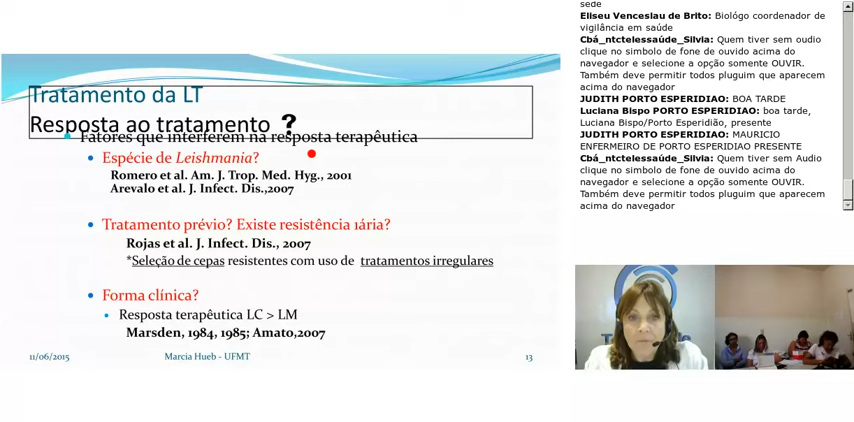 Tratamento da LT
Resposta ao tratamento ?
Fatores que interferem na resposta terapêutica
Espécie de Leishmania?
Romero et al. Am. J. Trop. Med. Hyg., 2001
Arevalo et al. J. Infect. Dis.,2007
Tratamento prévio? Existe resistência 1ária?
Rojas et al. J. Infect. Dis., 2007
*Seleção de cepas resistentes com uso de tratamentos irregulares
Forma clínica?
Resposta terapêutica LC > LM
Marsden, 1984, 1985; Amato,2007
11/06/2015
Marcia Hueb - UFMT
13
sede
Eliseu Venceslau de Brito: Biológo coordenador de
vigilância em saúde
Cbá_ntctelessaúde_Silvia: Quem tiver sem oudio
clique no simbolo de fone de ouvido acima do
navegador e selecione a opção somente OUVIR.
Também deve permitir todos pluguim que aparecem
acima do navegador
JUDITH PORTO ESPERIDIAO: BOA TARDE
Luciana Bispo PORTO ESPERIDIAO: boa tarde,
Luciana Bispo/Porto Esperidião, presente
JUDITH PORTO ESPERIDIAO: MAURICIO
ENFERMEIRO DE PORTO ESPERIDIAO PRESENTE
Cbá_ntctelessaúde_Silvia: Quem tiver sem Audio
clique no simbolo de fone de ouvido acima do
navegador e selecione a opção somente OUVIR.
Também deve permitir todos pluguim que aparecem
acima do navegador